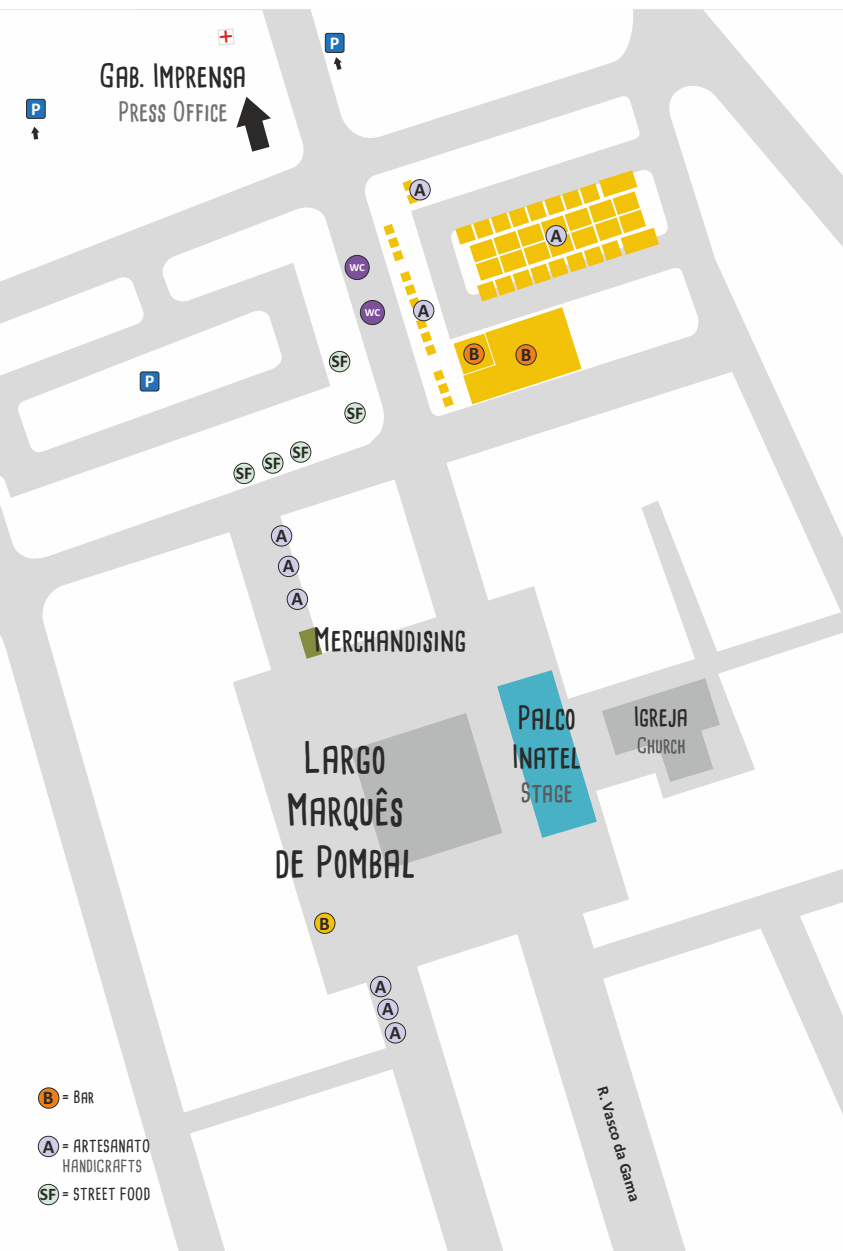 P
GAB. IMPRENSA
PRESS OFFICE
P
A
A
WC
WC
A
B
B
SF
P
SF
SF
SF
SF
A
A
A
MERCHANDISING
PALCO
INATEL
STAGE
IGREJA
CHURCH
LARGO
MARQUÊS
DE POMBAL
B
A
A
A
R. Vasco da Gama
B = BAR
A = ARTESANATO
HANDICRAFTS
SF = STREET FOOD